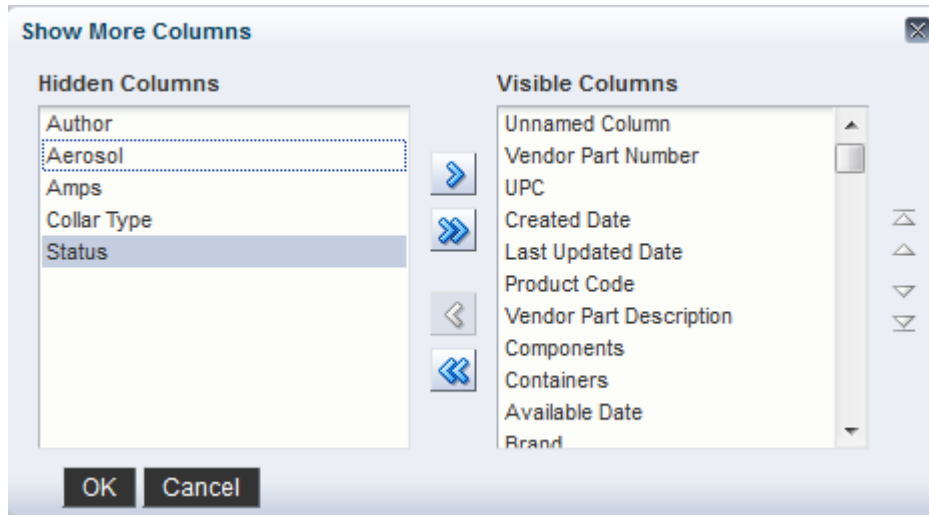 Show More Columns
Hidden Columns
Author
Aerosol
Amps
Collar Type
Status
Visible Columns
Unnamed Column
Vendor Part Number
UPC
Created Date
Last Updated Date
Product Code
Vendor Part Description
Components
Containers
Available Date
Brand
OK
Cancel